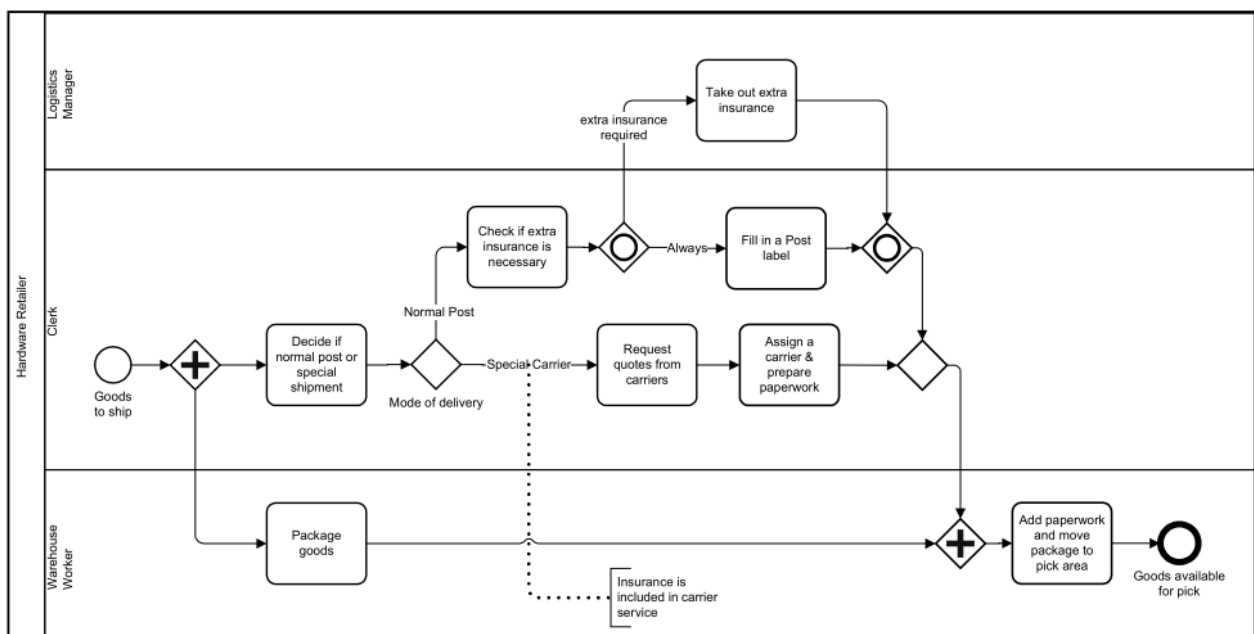 Hardware Retailer
Logistics
Manager
Take out extra
insurance
extra insurance
required
Clerk
Check if extra
insurance is
necessary
Always
Fill in a Post
label
Normal Post
Goods
to ship
Decide if
normal post or
special
shipment
Mode of delivery
Special Carrier
Request
quotes from
carriers
Assign a
carrier &
prepare
paperwork
Warehouse
Worker
Package
goods
Insurance is
included in carrier
service
Add paperwork
and move
package to
pick area
Goods available
for pick